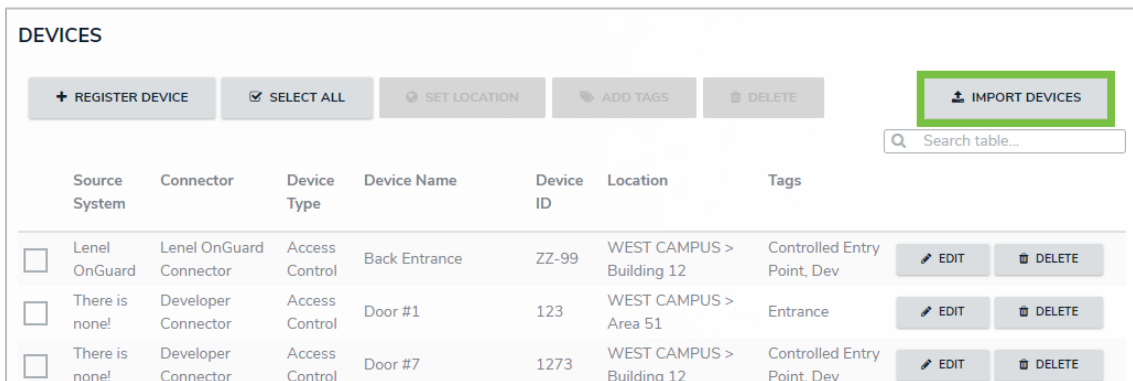 DEVICES
+ REGISTER DEVICE SELECT ALL SET LOCATION ADD TAGS DELETE IMPORT DEVICES
Search table...
Source Connector Device Device Name Device Location Tags
System Type ID
Lenel Lenel OnGuard Access Back Entrance ZZ-99 WEST CAMPUS > Controlled Entry EDIT DELETE
OnGuard Connector Control Building 12 Point, Dev
There is Developer Access Door #1 123 WEST CAMPUS > Entrance EDIT DELETE
none! Connector Control Area 51
There is Developer Access Door #7 1273 WEST CAMPUS > Controlled Entry EDIT DELETE
none! Connector Control Building 12 Point, Dev